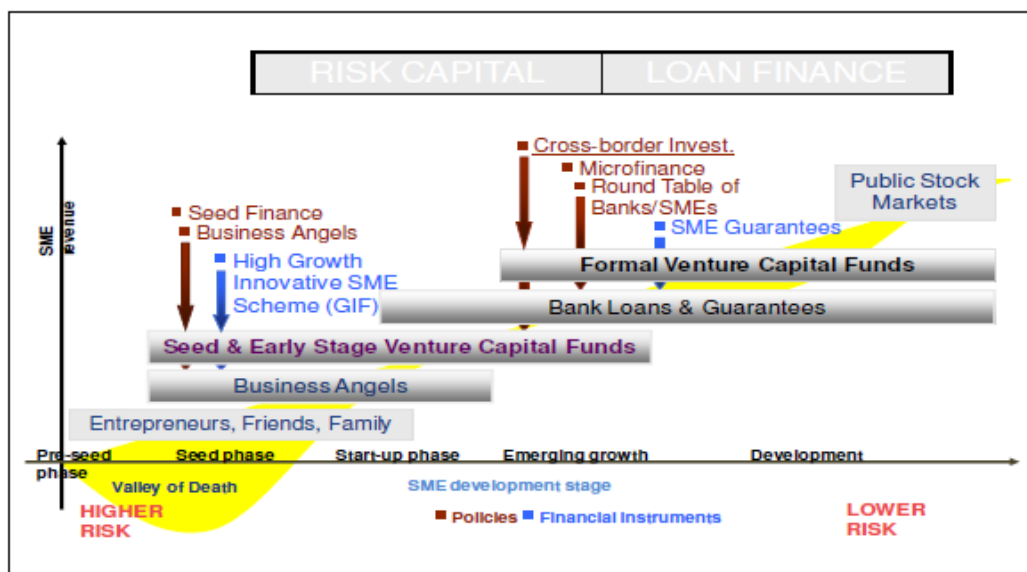 RISK CAPITAL
LOAN FINANCE
Cross-border Invest.
Microfinance
Round Table of
Banks/SMEs
Public Stock
Markets
Seed Finance
Business Angels
SME Guarantees
SME
revenue
High Growth
Innovative SME
Scheme (GIF)
Formal Venture Capital Funds
Bank Loans & Guarantees
Seed & Early Stage Venture Capital Funds
Business Angels
Entrepreneurs, Friends, Family
Pre-seed
phase
Seed phase
Start-up phase
Emerging growth
Development
Valley of Death
SME development stage
HIGHER
RISK
Policies
Financial Instruments
LOWER
RISK